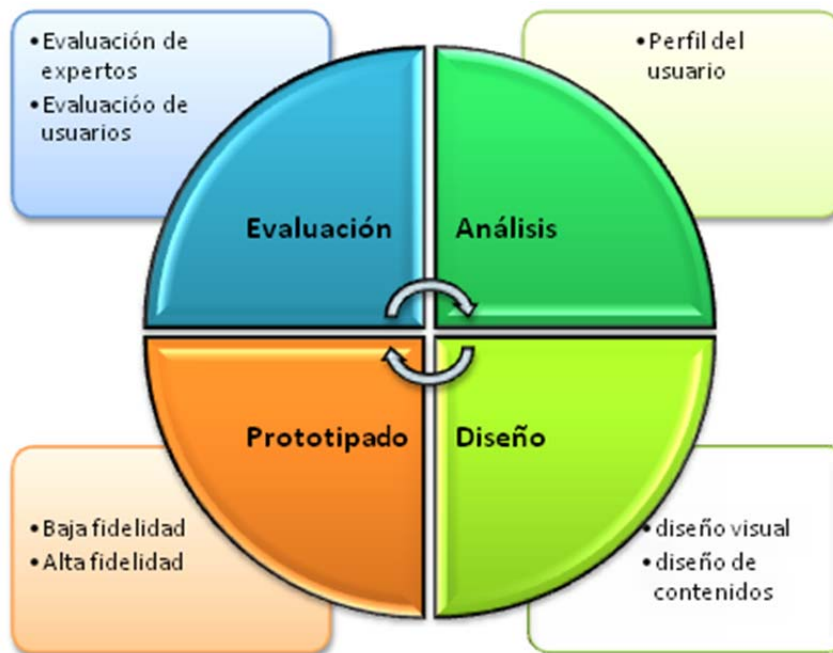 • Evaluación de
expertos
• Evaluacióo de
usuarios
• Perfil del
usuario
Evaluación
Análisis
Prototipado
Diseño
• Baja fidelidad
• Alta fidelidad
• diseño visual
• diseño de
contenidos